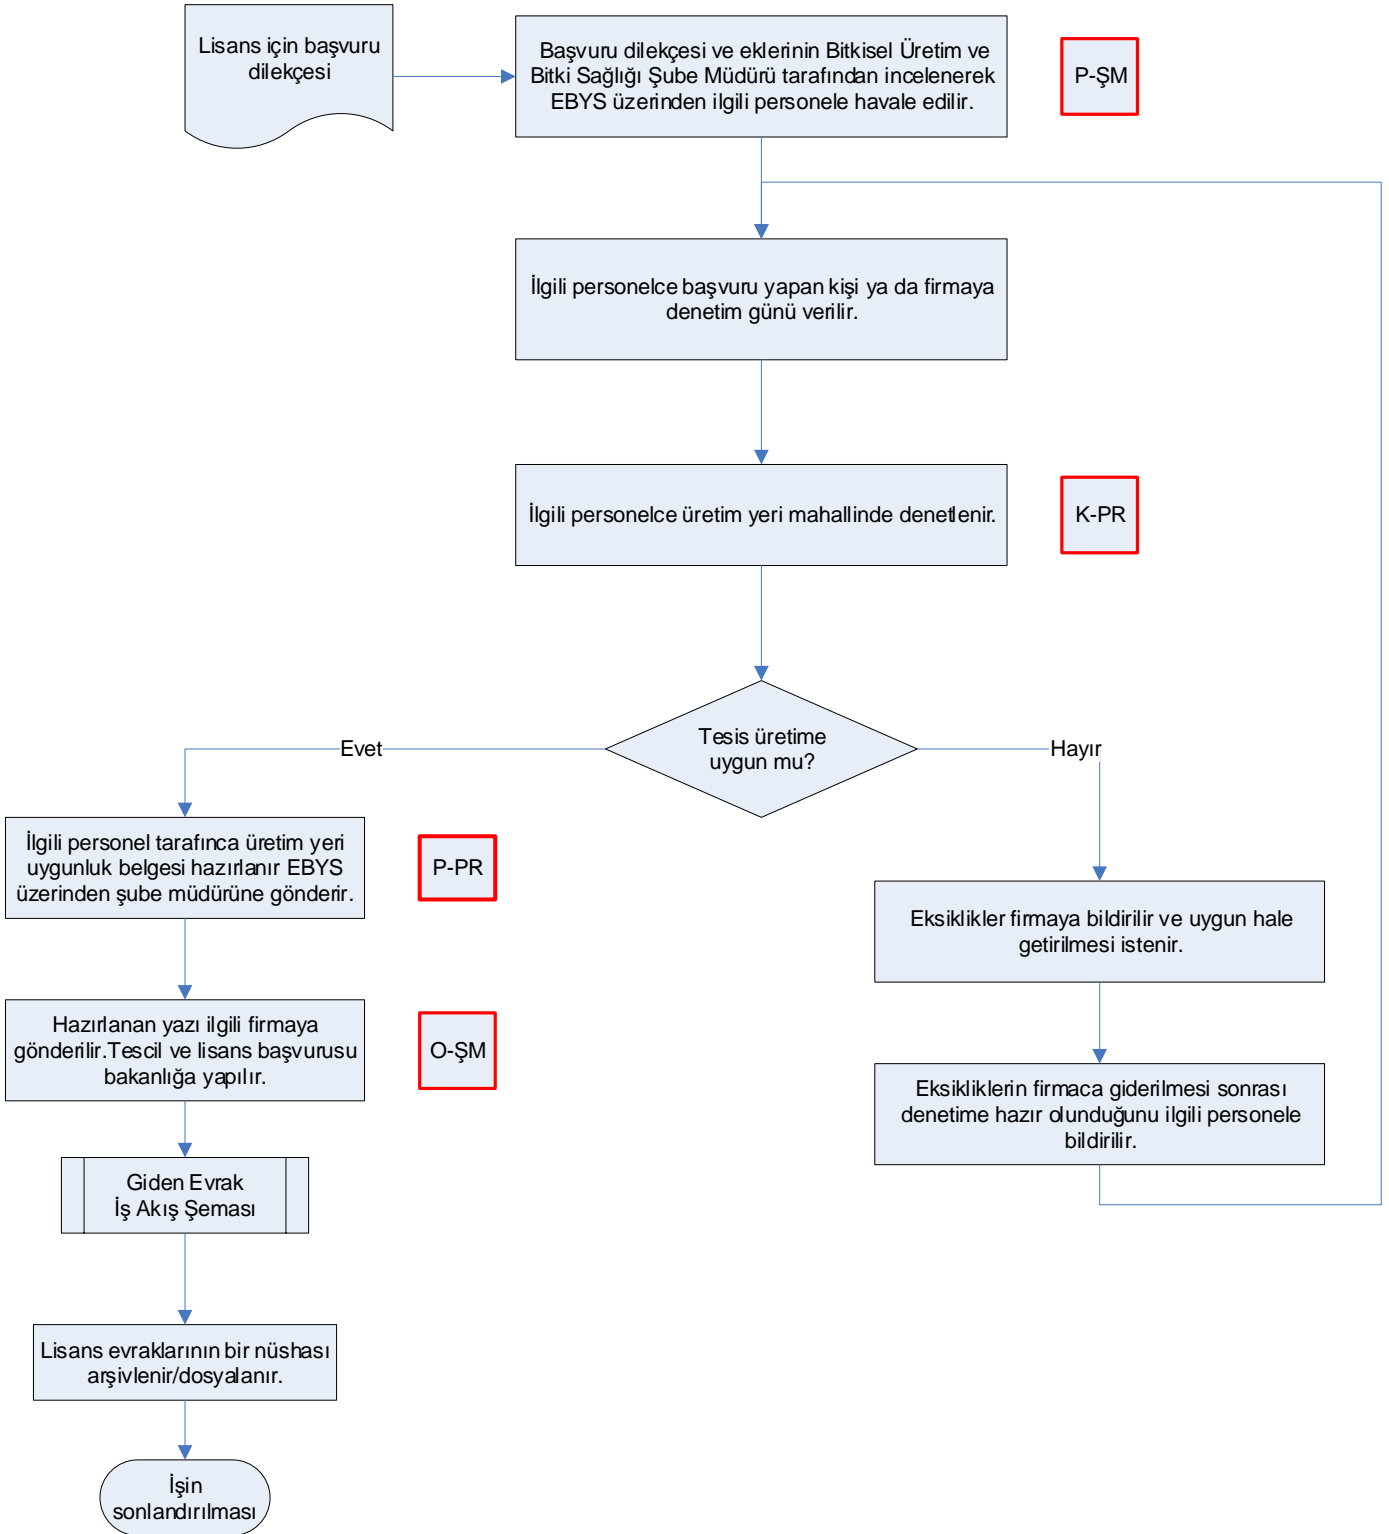 Lisans için başvuru
dilekçesi
Başvuru dilekçesi ve eklerinin Bitkisel Üretim ve
Bitki Sağlığı Şube Müdürü tarafından incelenerek
EBYS üzerinden ilgili personele havale edilir.
P-ŞM
İlgili personelce başvuru yapan kişi ya da firmaya
denetim günü verilir.
İlgili personelce üretim yeri mahallinde denetlenir.
K-PR
Tesis üretime
uygun mu?
Evet
Hayır
İlgili personel tarafınca üretim yeri
uygunluk belgesi hazırlanır EBYS
üzerinden şube müdürüne gönderir.
P-PR
Eksiklikler firmaya bildirilir ve uygun hale
getirilmesi istenir.
Hazırlanan yazı ilgili firmaya
gönderilir.Tescil ve lisans başvurusu
bakanlığa yapılır.
O-ŞM
Eksikliklerin firmaca giderilmesi sonrası
denetime hazır olunduğunu ilgili personele
bildirilir.
Giden Evrak
İş Akış Şeması
Lisans evraklarının bir nüshası
arşivlenir/dosyalanır.
İşin
sonlandırılması